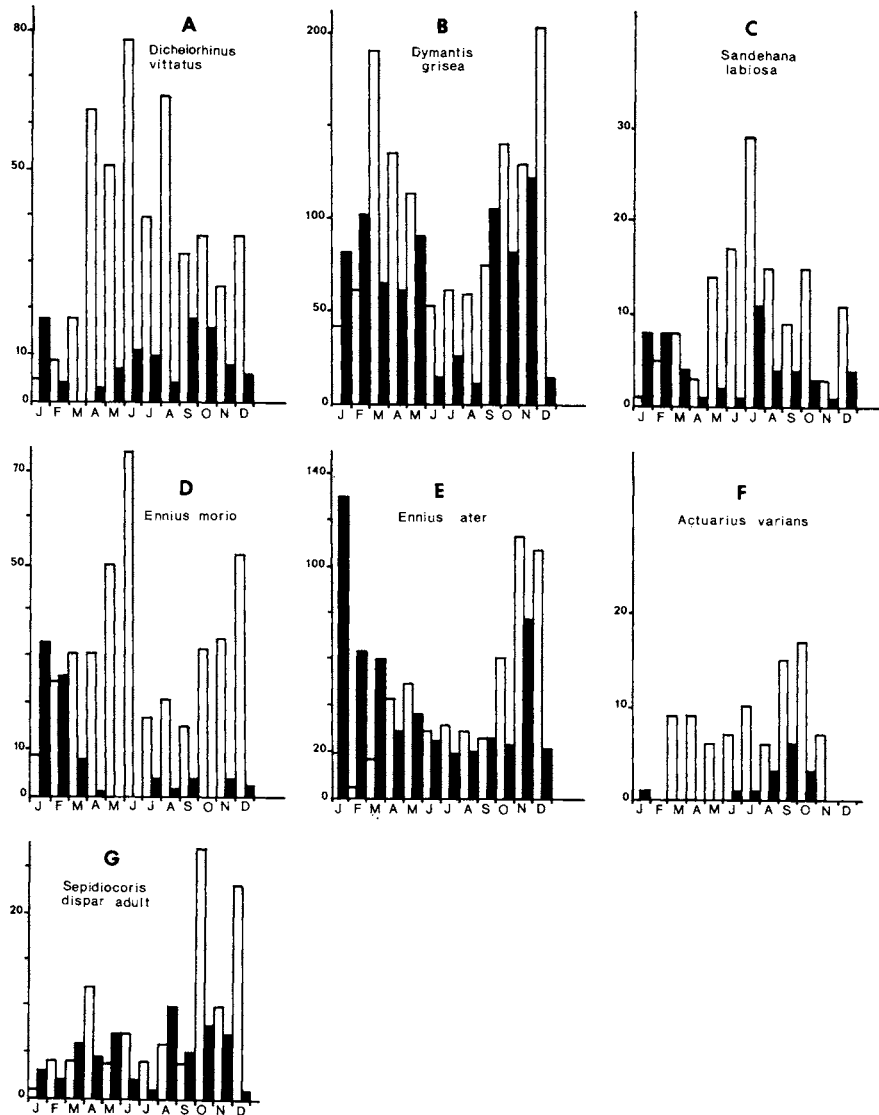 A
Dichelorhinus
vittatus
80
50
10
0
J F M A M J J A S O N D
B
Dymantis
grisea
200
100
50
0
J F M A M J J A S O N D
C
Sandehana
labiosa
30
20
10
0
J F M A M J J A S O N D
D
Ennius morio
70
50
10
0
J F M A M J J A S O N D
E
Ennius ater
140
100
20
0
J F M A M J J A S O N D
F
Actuarius varians
20
10
0
J F M A M J J A S O N D
G
Sepidiocoris
dispar adult
20
0
J F M A M J J A S O N D